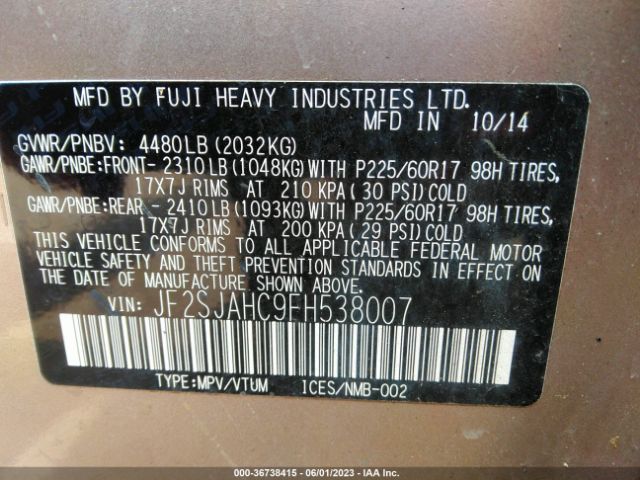 MFD BY FUJI HEAVY INDUSTRIES LTD.
MFD IN 10/14
GVWR/PNBV: 4480LB (2032KG)
GAWR/PNBE:FRONT- 2310 LB (1048KG) WITH P225/60R17 98H TIRES,
17X7J RIMS AT 210 KPA ( 30 PSI) COLD
GAWR/PNBE:REAR - 2410 LB (1093KG) WITH P225/60R17 98H TIRES,
17X7J RIMS AT 200 KPA ( 29 PSI) COLD
THIS VEHICLE CONFORMS TO ALL APPLICABLE FEDERAL MOTOR
VEHICLE SAFETY AND THEFT PREVENTION STANDARDS IN EFFECT ON
THE DATE OF MANUFACTURE SHOWN ABOVE.
VIN: JF2SJAHC9FH538007
TYPE:MPV/VTUM ICES/NMB-002
000-36738415 - 06/01/2023 - IAA Inc.